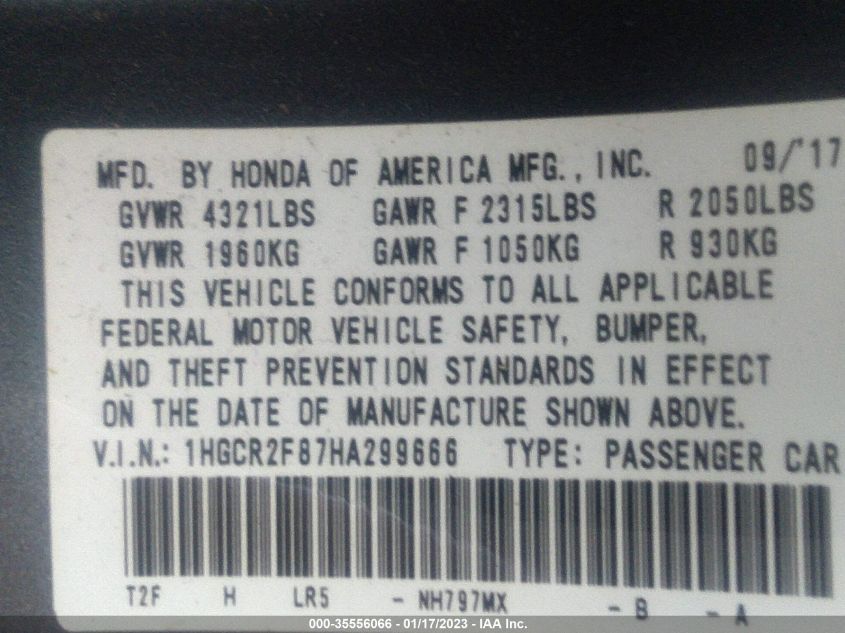 MFD. BY HONDA OF AMERICA MFG., INC. 09/'17
GVWR 4321LBS GAWR F 2315LBS R 2050LBS
GVWR 1960KG GAWR F 1050KG R 930KG
THIS VEHICLE CONFORMS TO ALL APPLICABLE
FEDERAL MOTOR VEHICLE SAFETY, BUMPER,
AND THEFT PREVENTION STANDARDS IN EFFECT
ON THE DATE OF MANUFACTURE SHOWN ABOVE.
V.I.N.: 1HGCR2F87HA299666 TYPE: PASSENGER CAR
T2F H LR5 - NH797MX - B - A
000-35556066 - 01/17/2023 - IAA Inc.